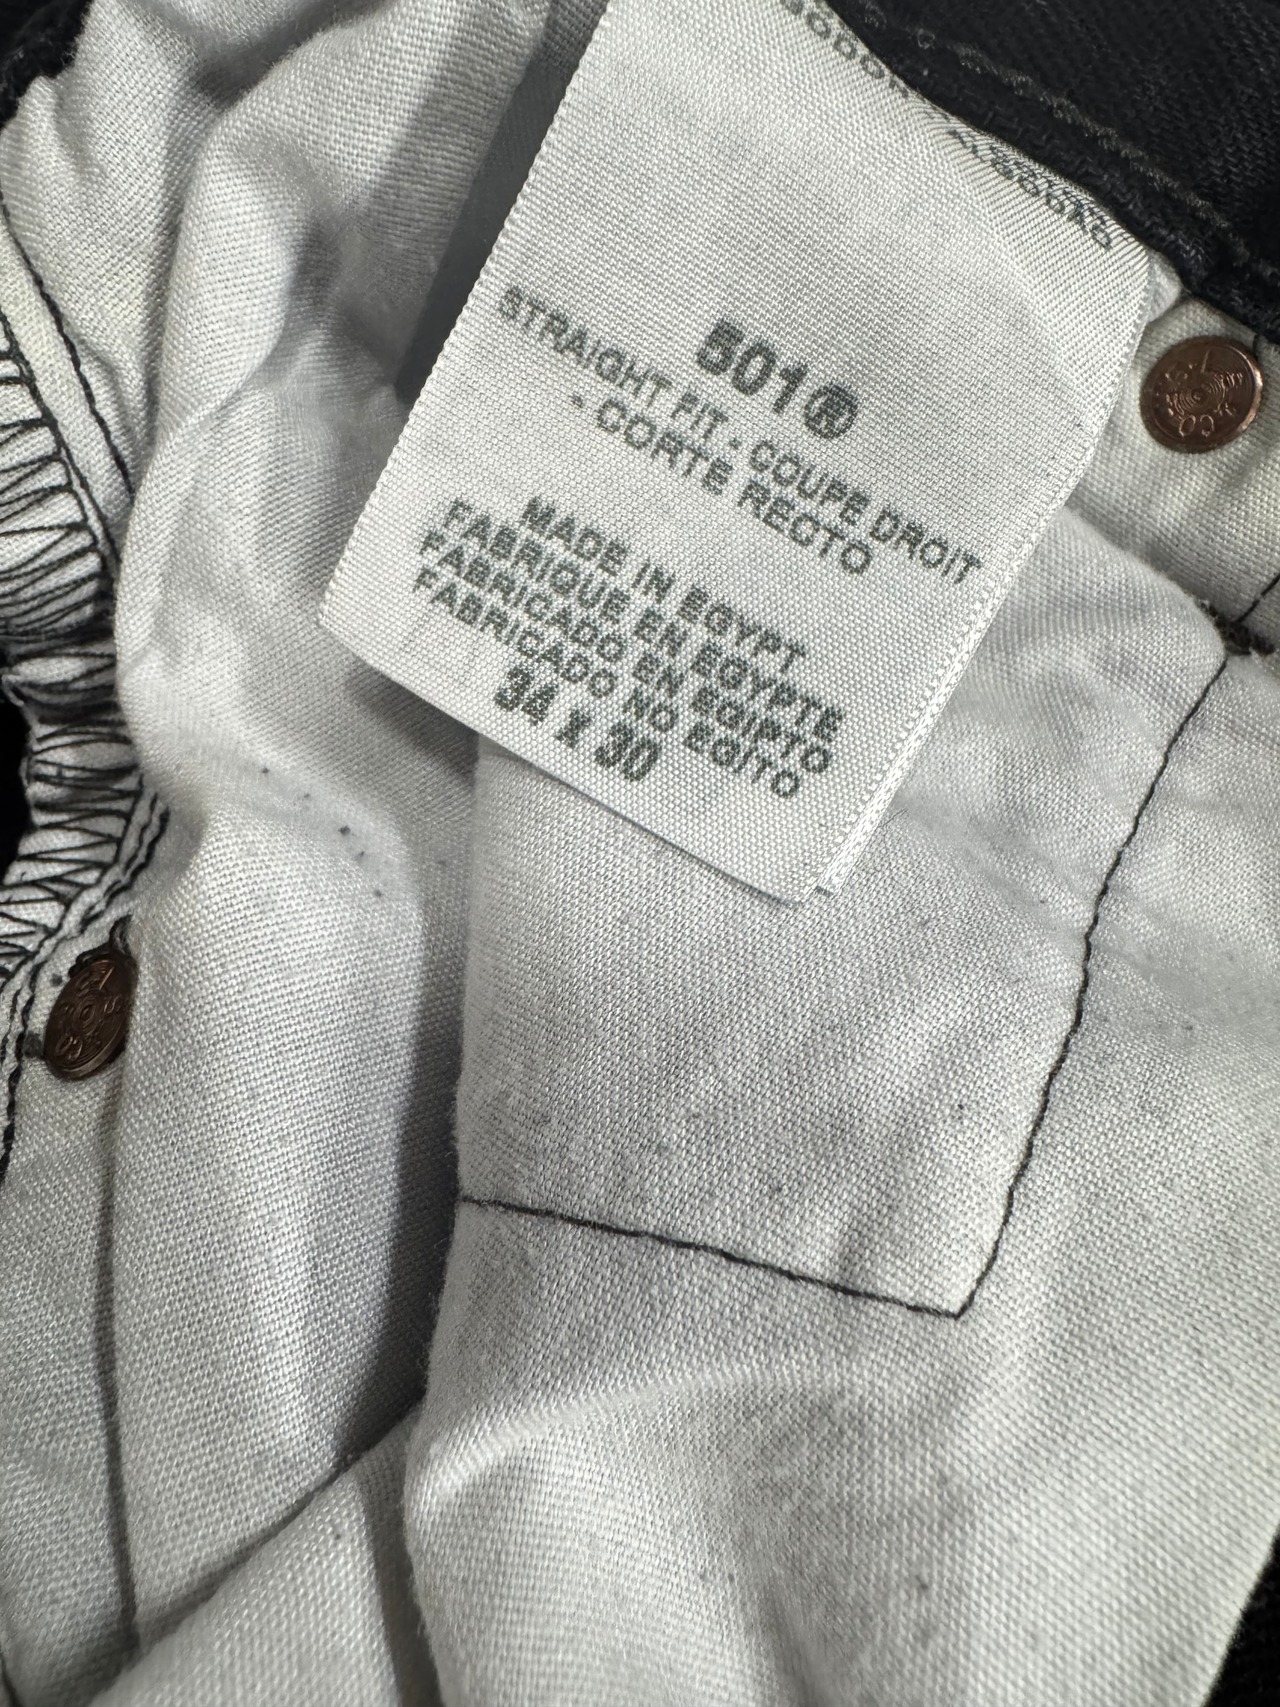 501®
STRAIGHT FIT - COUPE DROIT
- CORTE RECTO
MADE IN EGYPT
FABRIQUE EN EGYPTE
FABRICADO EN EGIPTO
FABRICADO NO EGITO
34 X 30